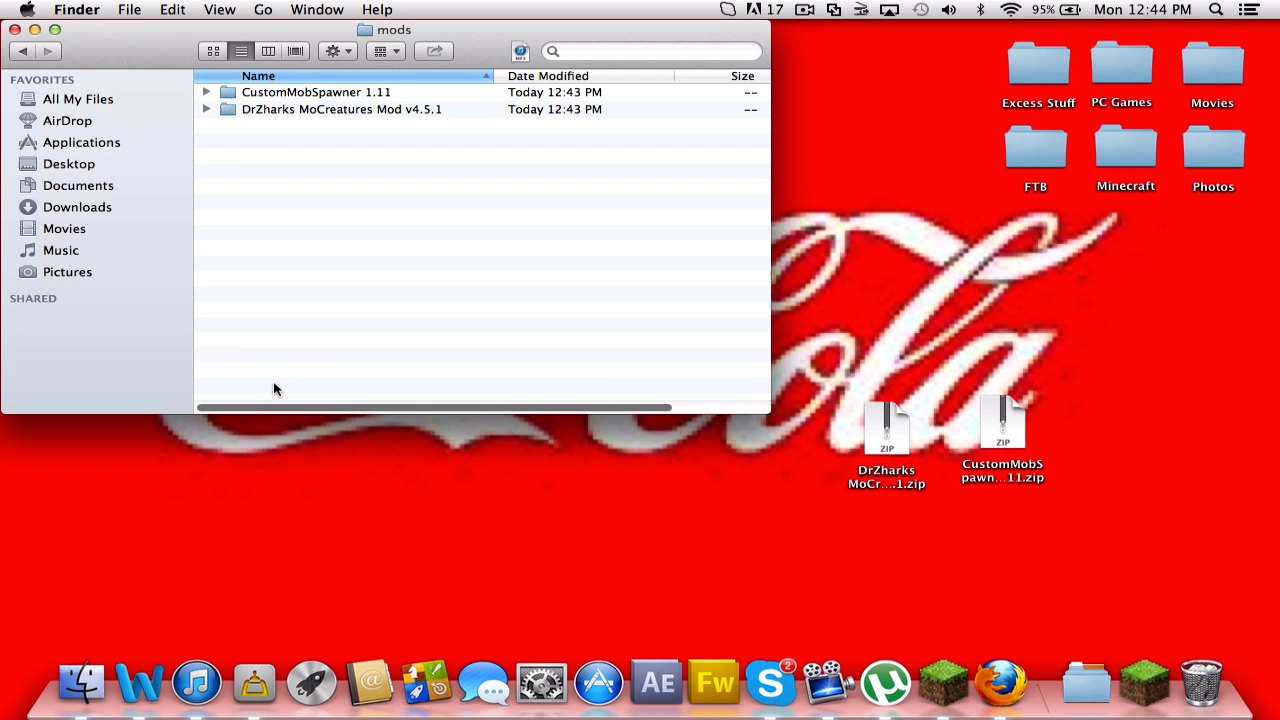 Finder File Edit View Go Window Help
17 95% Mon 12:44 PM
mods
MP3
FAVORITES
All My Files
AirDrop
Applications
Desktop
Documents
Downloads
Movies
Music
Pictures
SHARED
Name Date Modified Size
CustomMobSpawner 1.11 Today 12:43 PM --
DrZharks MoCreatures Mod v4.5.1 Today 12:43 PM --
Excess Stuff
PC Games
Movies
FTB
Minecraft
Photos
Cola
ZIP
DrZharks
MoCr....1.zip
ZIP
CustomMobS
pawn...11.zip
W
@
AE
Fw
S
2
µ